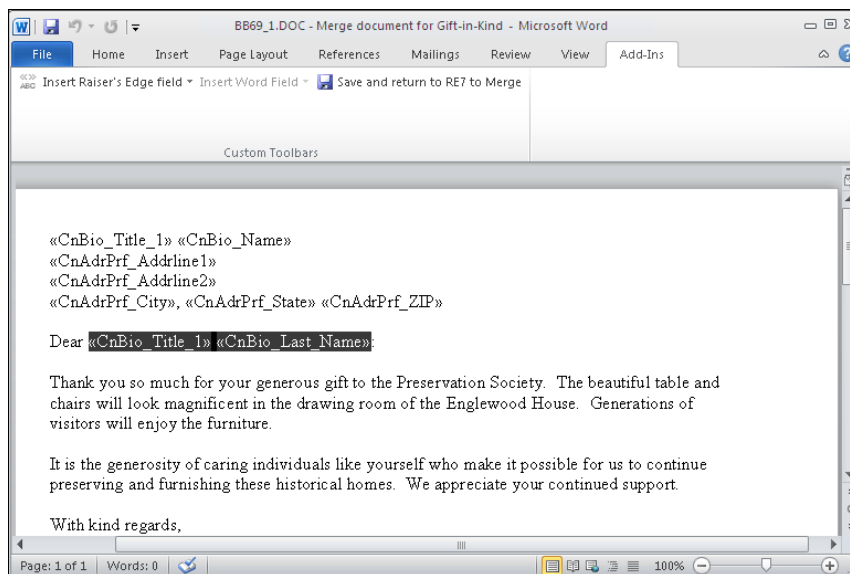 BB69_1.DOC - Merge document for Gift-in-Kind - Microsoft Word
File Home Insert Page Layout References Mailings Review View Add-Ins
«C» ABC Insert Raiser's Edge field Insert Word Field Save and return to RE7 to Merge
Custom Toolbars
«CnBio_Title_1» «CnBio_Name»
«CnAdrPrf_Addrline1»
«CnAdrPrf_Addrline2»
«CnAdrPrf_City», «CnAdrPrf_State» «CnAdrPrf_ZIP»
Dear «CnBio_Title_1» «CnBio_Last_Name»:
Thank you so much for your generous gift to the Preservation Society.  The beautiful table and
chairs will look magnificent in the drawing room of the Englewood House.  Generations of
visitors will enjoy the furniture.
It is the generosity of caring individuals like yourself who make it possible for us to continue
preserving and furnishing these historical homes.  We appreciate your continued support.
With kind regards,
Page: 1 of 1 Words: 0 100%